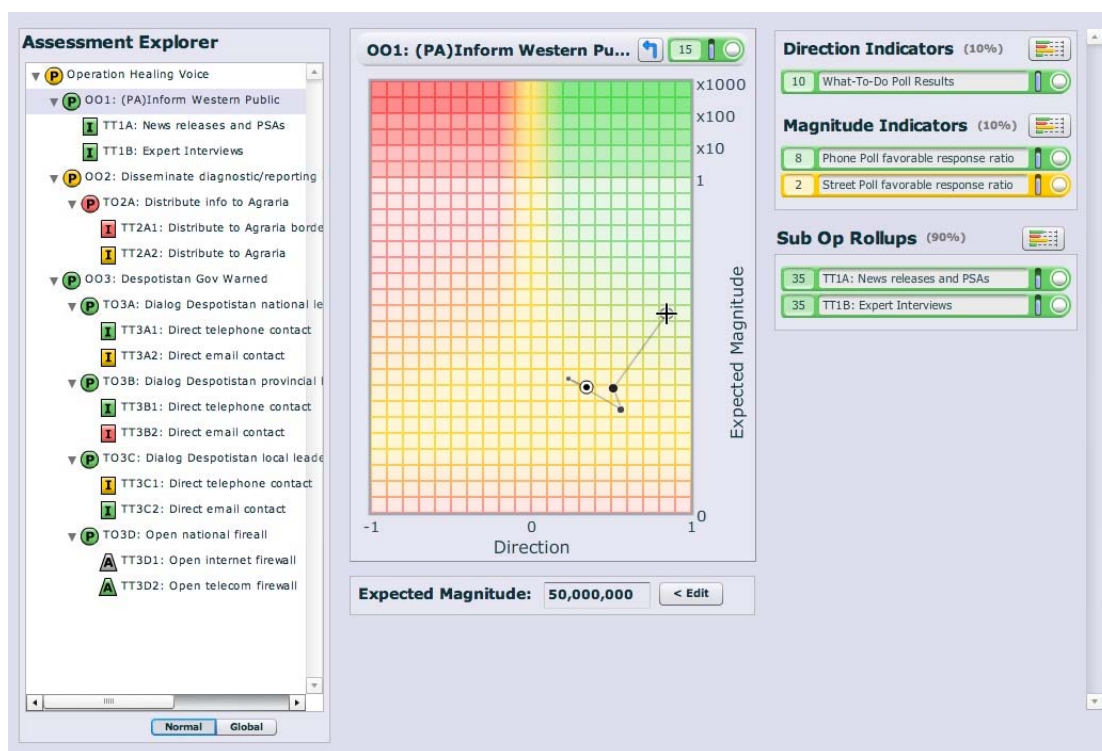 Assessment Explorer
P Operation Healing Voice
P OO1: (PA)Inform Western Public
I TT1A: News releases and PSAs
I TT1B: Expert Interviews
P OO2: Disseminate diagnostic/reporting
P TO2A: Distribute info to Agraria
I TT2A1: Distribute to Agraria borde
I TT2A2: Distribute to Agraria
P OO3: Despotistan Gov Warned
P TO3A: Dialog Despotistan national le
I TT3A1: Direct telephone contact
I TT3A2: Direct email contact
P TO3B: Dialog Despotistan provincial l
I TT3B1: Direct telephone contact
I TT3B2: Direct email contact
P TO3C: Dialog Despotistan local leade
I TT3C1: Direct telephone contact
I TT3C2: Direct email contact
P TO3D: Open national fireall
A TT3D1: Open internet firewall
A TT3D2: Open telecom firewall
Normal Global
OO1: (PA)Inform Western Pu... 15
x1000
x100
x10
1
Expected Magnitude
0
-1 0 1
Direction
Expected Magnitude: 50,000,000 < Edit
Direction Indicators (10%)
10 What-To-Do Poll Results
Magnitude Indicators (10%)
8 Phone Poll favorable response ratio
2 Street Poll favorable response ratio
Sub Op Rollups (90%)
35 TT1A: News releases and PSAs
35 TT1B: Expert Interviews